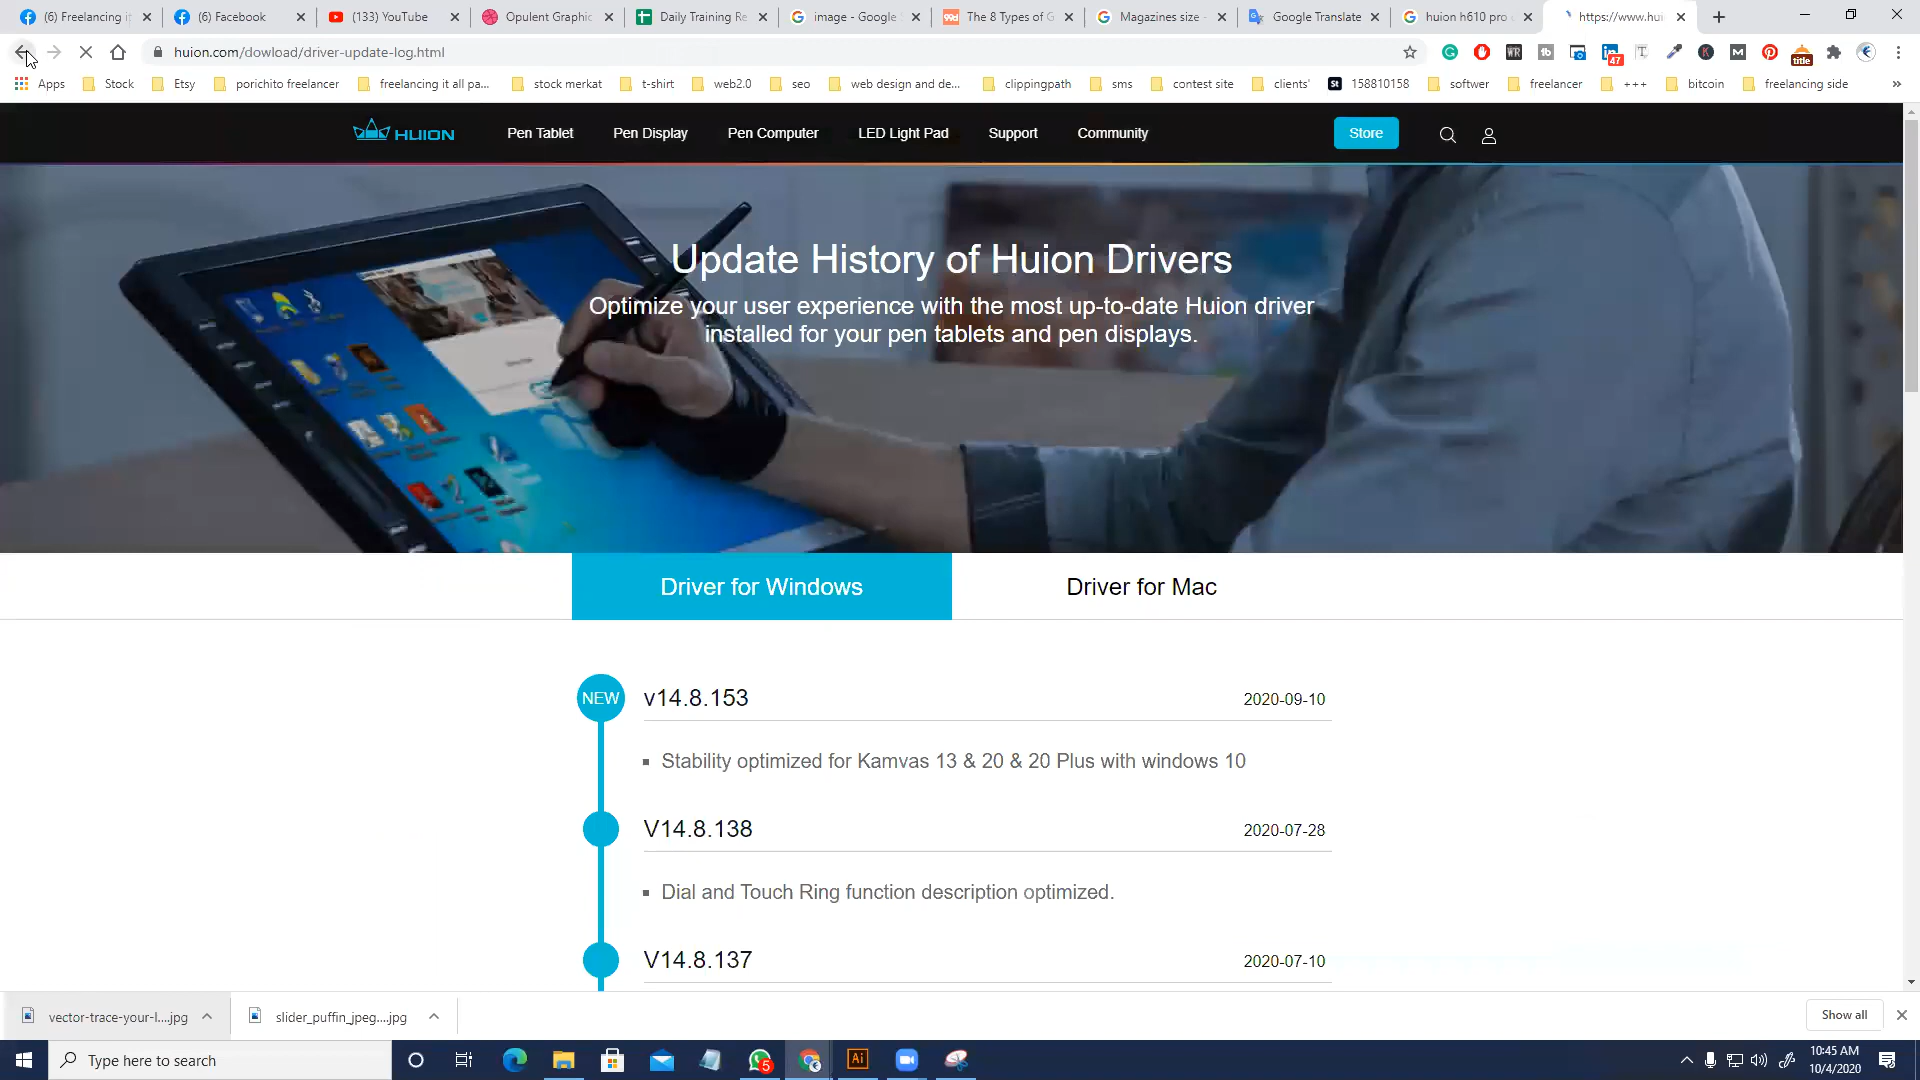 (6) Freelancing it
(6) Facebook
(133) YouTube
Opulent Graphic
Daily Training Re
image - Google S
The 8 Types of G
Magazines size -
Google Translate
huion h610 pro
https://www.hui
huion.com/dowload/driver-update-log.html
47
title
Apps
Stock
Etsy
porichito freelancer
freelancing it all pa...
stock merkat
t-shirt
web2.0
seo
web design and de...
clippingpath
sms
contest site
clients'
158810158
softwer
freelancer
+++
bitcoin
freelancing side
»
HUION
Pen Tablet
Pen Display
Pen Computer
LED Light Pad
Support
Community
Store
Update History of Huion Drivers
Optimize your user experience with the most up-to-date Huion driver
installed for your pen tablets and pen displays.
Driver for Windows
Driver for Mac
NEW
v14.8.153
2020-09-10
Stability optimized for Kamvas 13 & 20 & 20 Plus with windows 10
V14.8.138
2020-07-28
Dial and Touch Ring function description optimized.
V14.8.137
2020-07-10
vector-trace-your-l....jpg
slider_puffin_jpeg....jpg
Show all
Type here to search
5
Ai
10:45 AM
10/4/2020